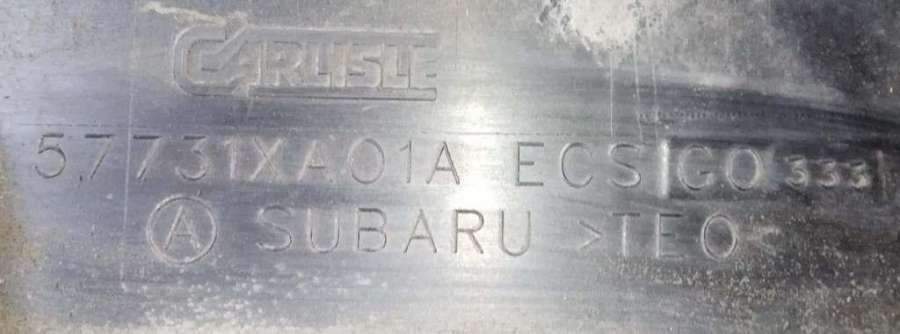 CARLISLE
57731XA01A ECS GO 333
A SUBARU >TEO<